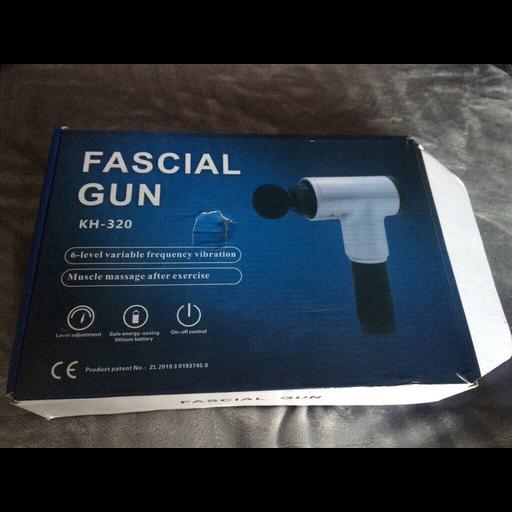 FASCIAL
GUN
KH-320
6-level variable frequency vibration
Muscle massage after exercise
Level adjustment
Safe energy-saving
lithium battery
On-off control
CE
Product patent No.: ZL 2019 3 0193745.8
FASCIAL GUN